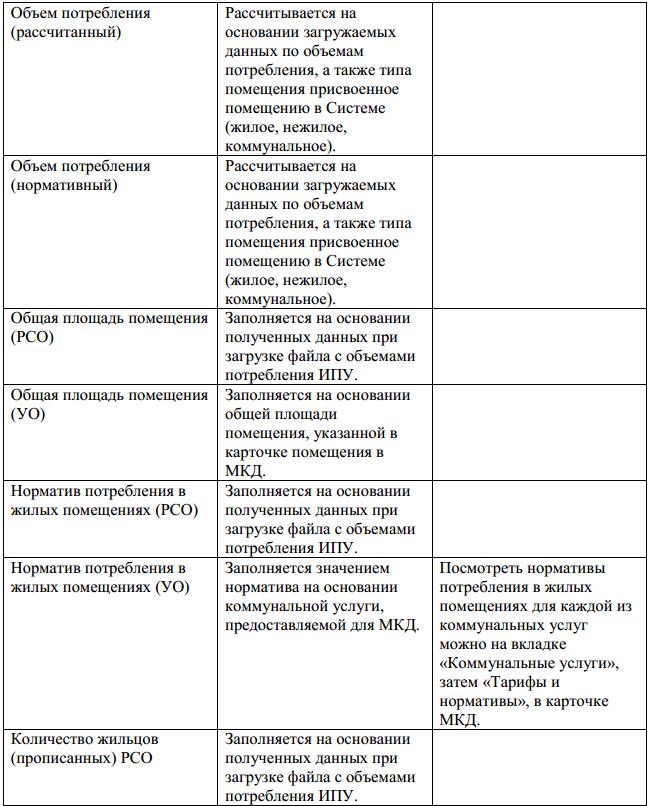 Объем потребления
(рассчитанный)
Рассчитывается на
основании загружаемых
данных по объемам
потребления, а также типа
помещения присвоенное
помещению в Системе
(жилое, нежилое,
коммунальное).
Объем потребления
(нормативный)
Рассчитывается на
основании загружаемых
данных по объемам
потребления, а также типа
помещения присвоенное
помещению в Системе
(жилое, нежилое,
коммунальное).
Общая площадь помещения
(РСО)
Заполняется на основании
полученных данных при
загрузке файла с объемами
потребления ИПУ.
Общая площадь помещения
(УО)
Заполняется на основании
общей площади
помещения, указанной в
карточке помещения в
МКД.
Норматив потребления в
жилых помещениях (РСО)
Заполняется на основании
полученных данных при
загрузке файла с объемами
потребления ИПУ.
Норматив потребления в
жилых помещениях (УО)
Заполняется значением
норматива на основании
коммунальной услуги,
предоставляемой для МКД.
Посмотреть нормативы
потребления в жилых
помещениях для каждой из
коммунальных услуг
можно на вкладке
«Коммунальные услуги»,
затем «Тарифы и
нормативы», в карточке
МКД.
Количество жильцов
(прописанных) РСО
Заполняется на основании
полученных данных при
загрузке файла с объемами
потребления ИПУ.